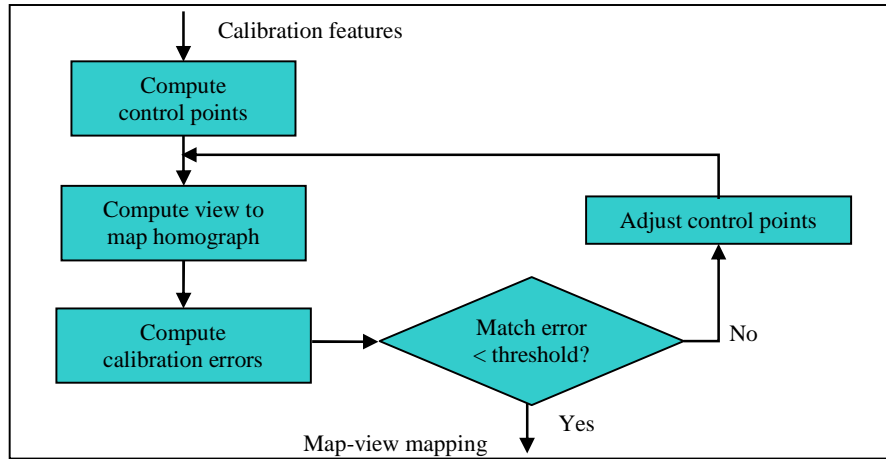 Calibration features
Compute
control points
Compute view to
map homograph
Adjust control points
Compute
calibration errors
Match error
< threshold?
No
Yes
Map-view mapping